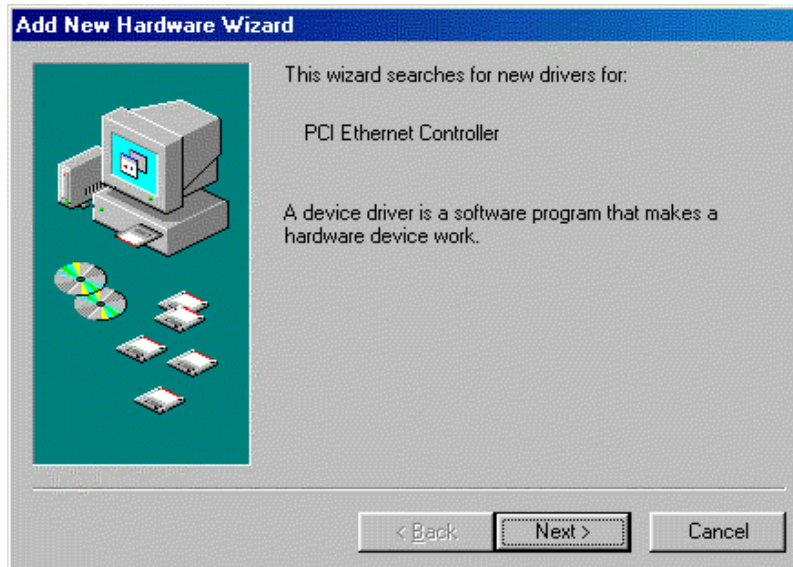 Add New Hardware Wizard
This wizard searches for new drivers for:
PCI Ethernet Controller
A device driver is a software program that makes a
hardware device work.
< Back
Next >
Cancel